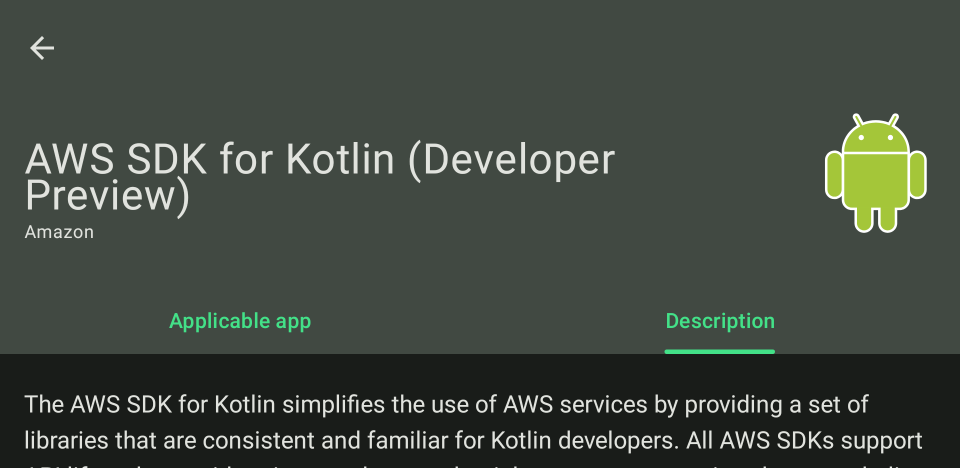 AWS SDK for Kotlin (Developer
Preview)
Amazon
Applicable app
Description
The AWS SDK for Kotlin simplifies the use of AWS services by providing a set of
libraries that are consistent and familiar for Kotlin developers. All AWS SDKs support